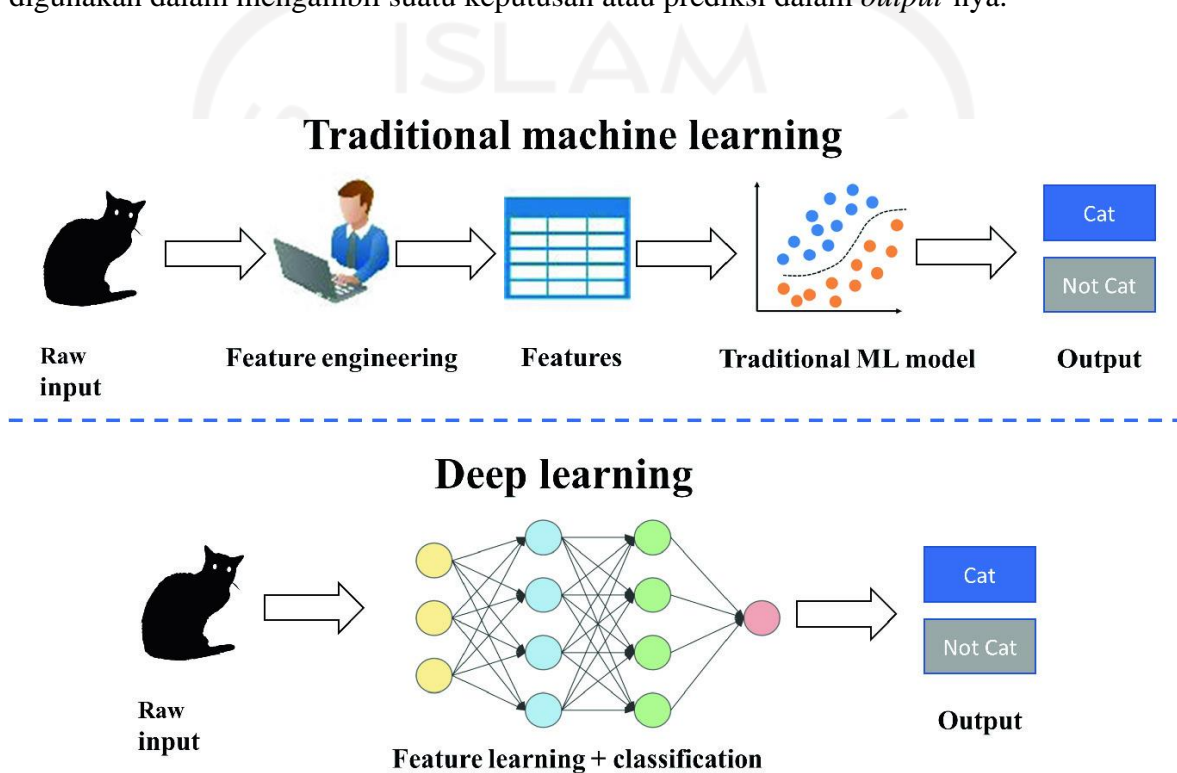 digunakan dalam mengambil suatu keputusan atau prediksi dalam output nya.
ISLAM
Traditional machine learning
Cat
Not Cat
Raw
input
Feature engineering
Features
Traditional ML model
Output
Deep learning
Cat
Not Cat
Raw
input
Output
Feature learning + classification